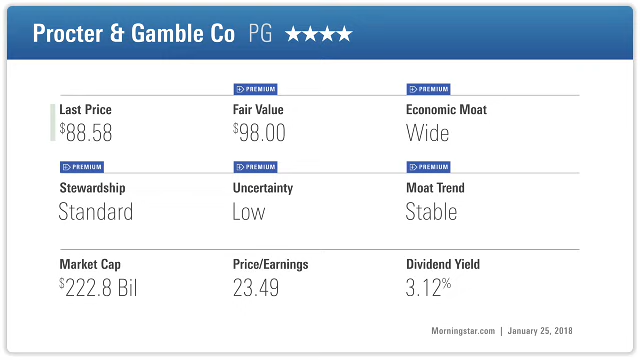 Procter & Gamble Co PG ★★★★
PREMIUM PREMIUM
Last Price Fair Value Economic Moat
$88.58 $98.00 Wide
PREMIUM PREMIUM PREMIUM
Stewardship Uncertainty Moat Trend
Standard Low Stable
Market Cap Price/Earnings Dividend Yield
$222.8 Bil 23.49 3.12%
Morningstar.com | January 25, 2018